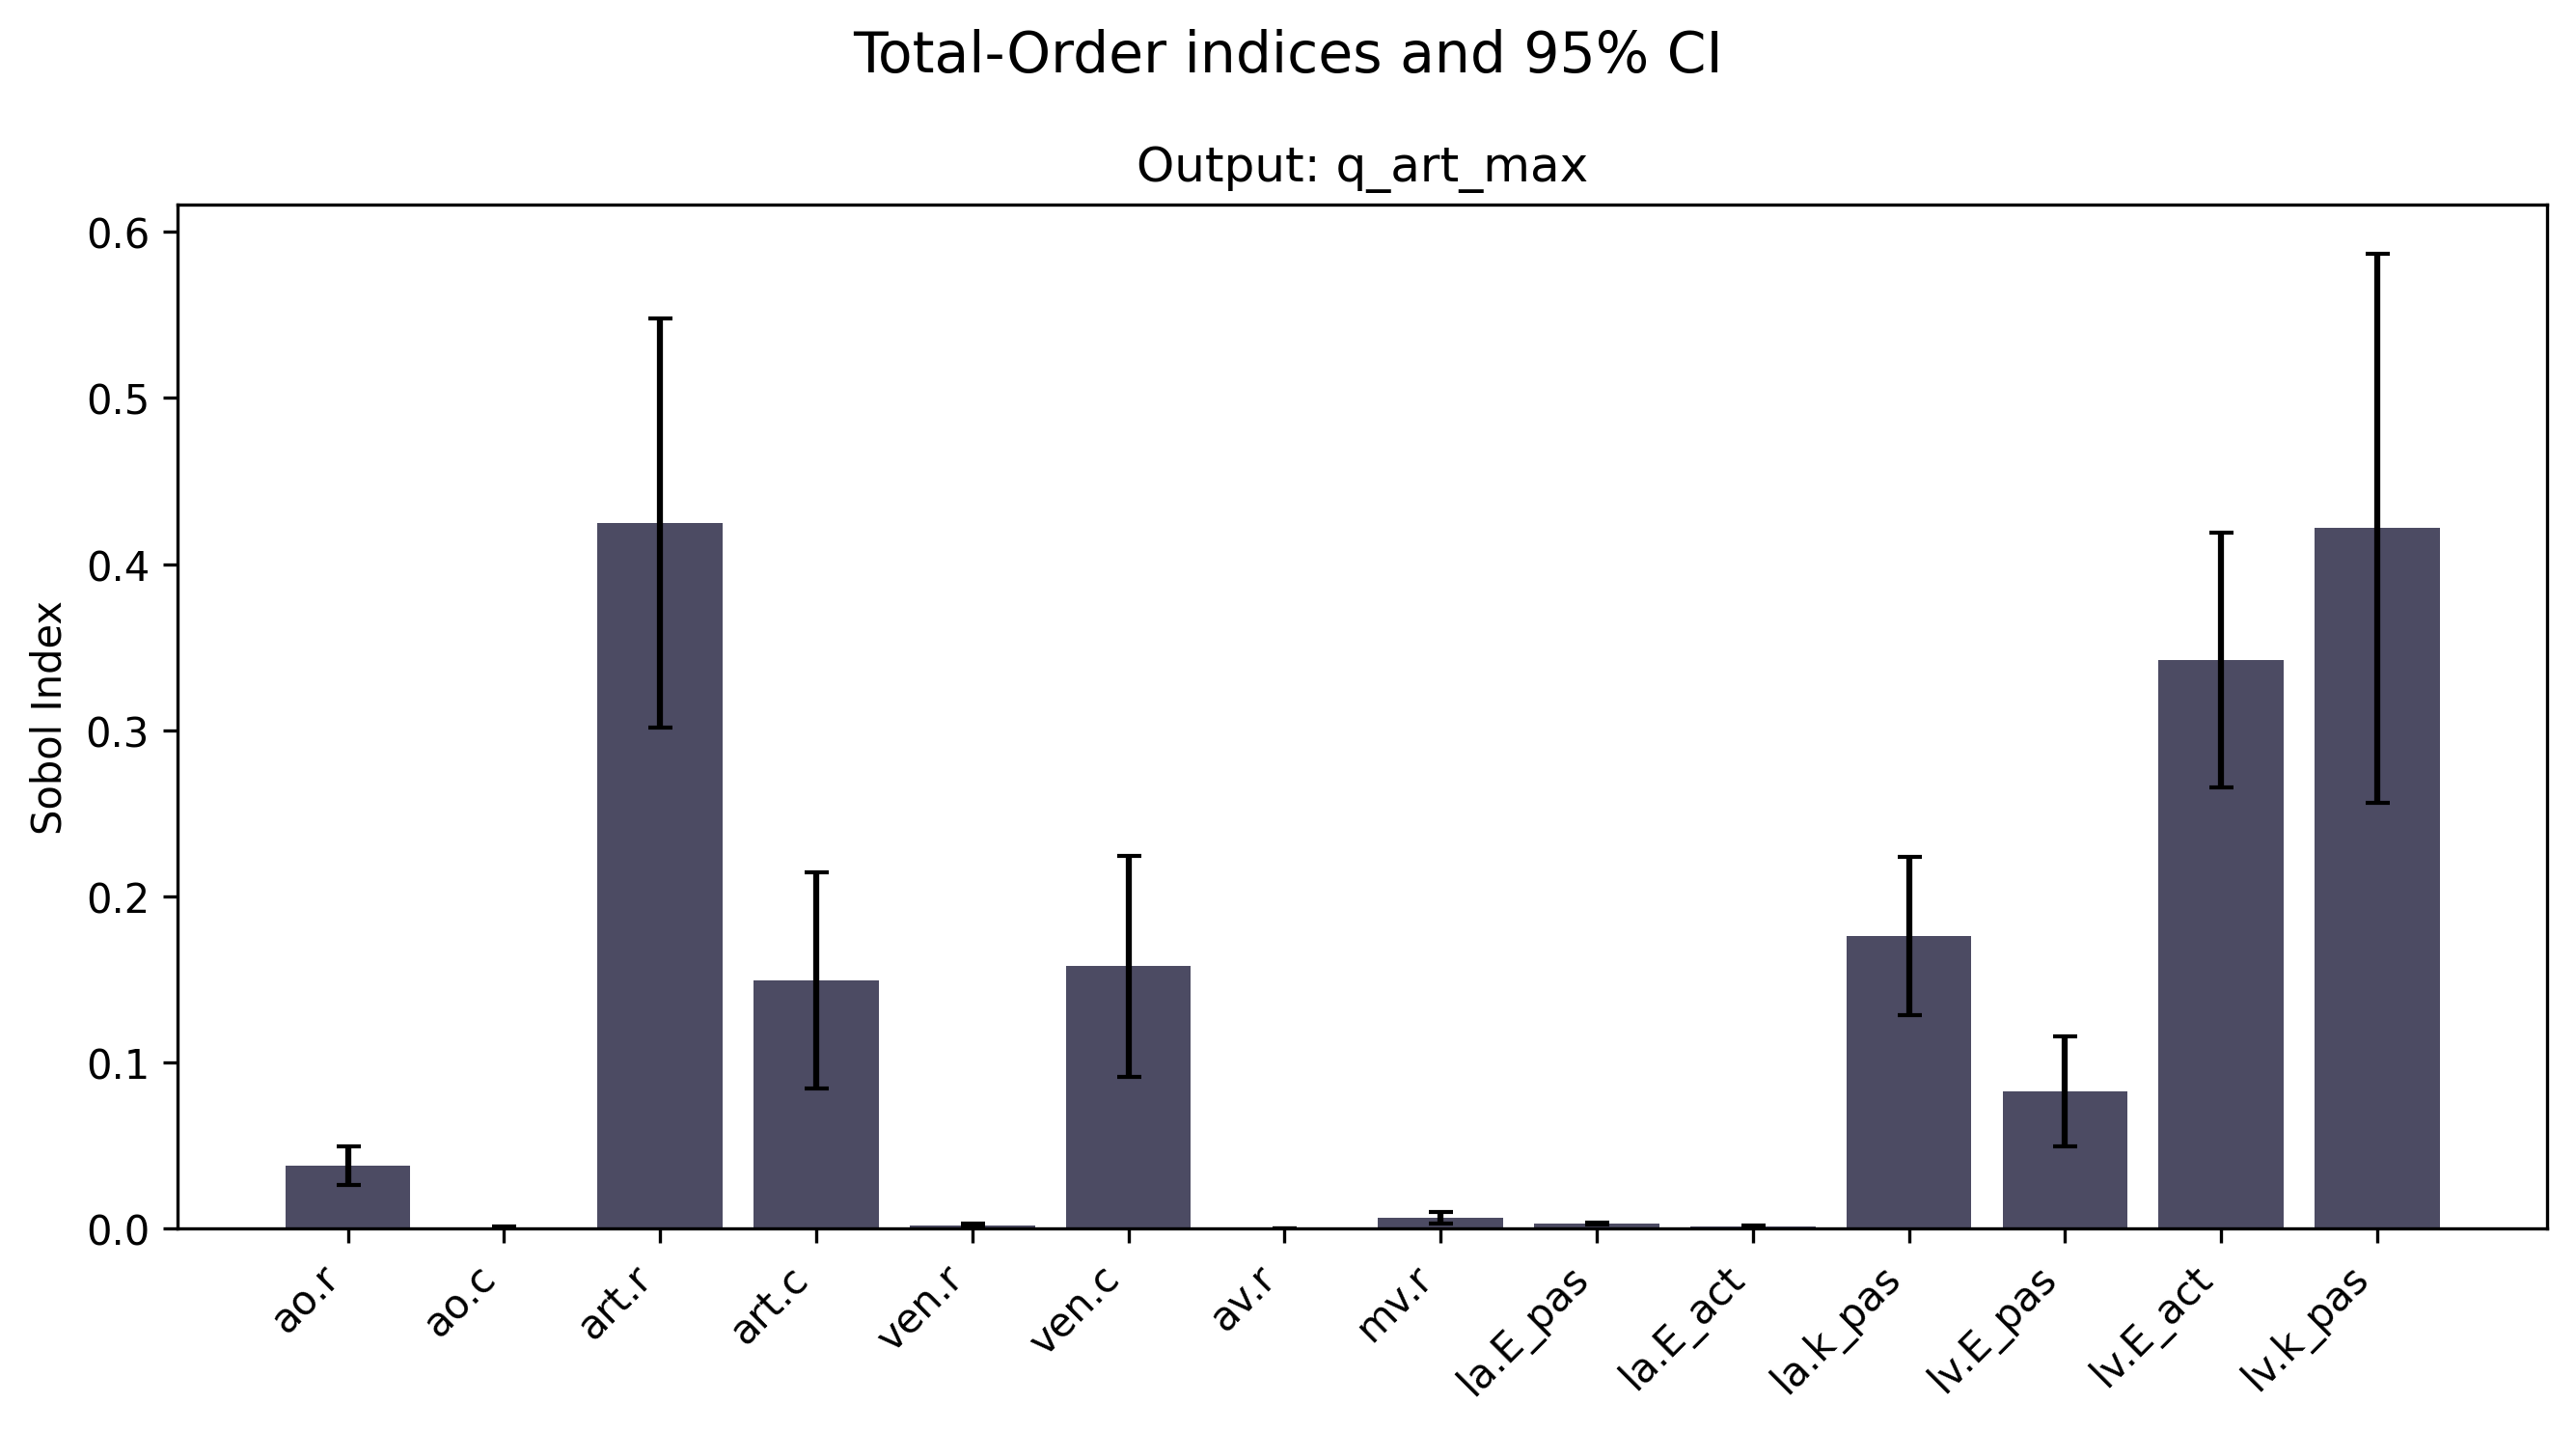 Total-Order indices and 95% CI
Output: q_art_max
Sobol Index
0.6
0.5
0.4
0.3
0.2
0.1
0.0
ao.r
ao.c
art.r
art.c
ven.r
ven.c
av.r
mv.r
la.E_pas
la.E_act
la.k_pas
lv.E_pas
lv.E_act
lv.k_pas